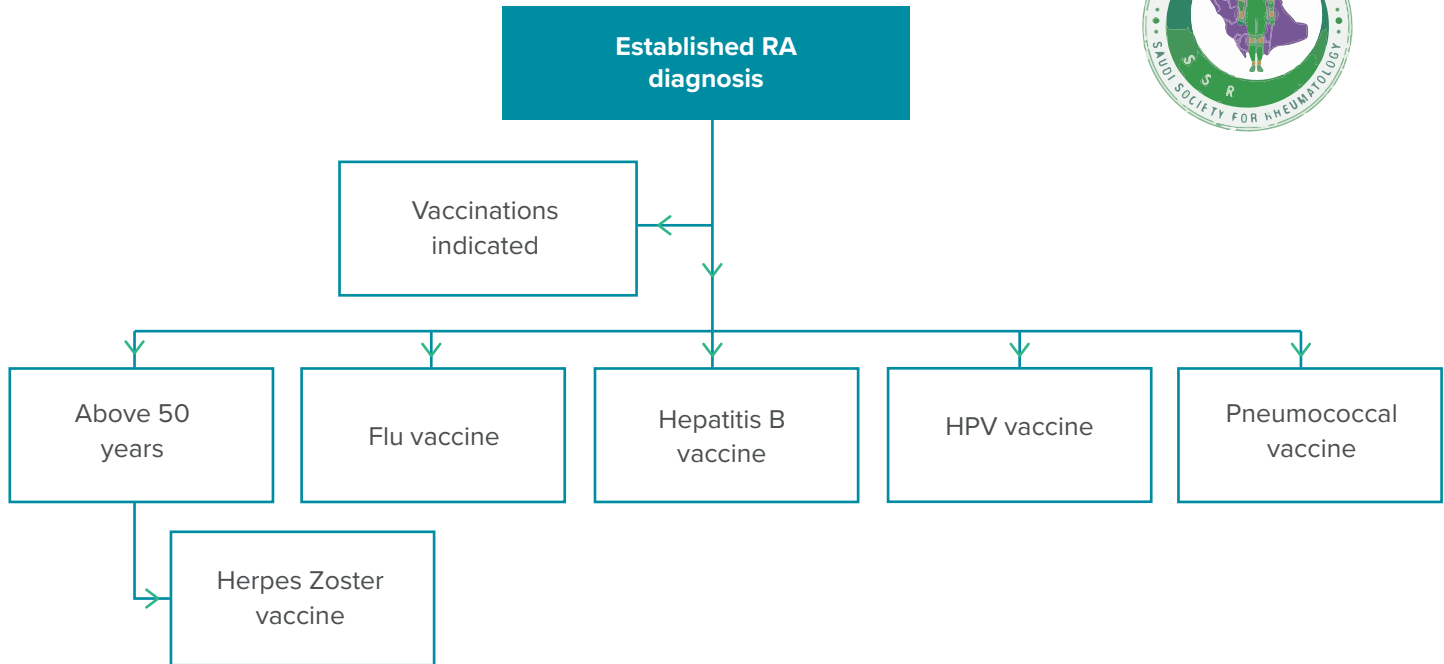 Established RA
diagnosis
SSR
SAUDI SOCIETY FOR RHEUMATOLOGY
Vaccinations
indicated
Above 50
years
Flu vaccine
Hepatitis B
vaccine
HPV vaccine
Pneumococcal
vaccine
Herpes Zoster
vaccine